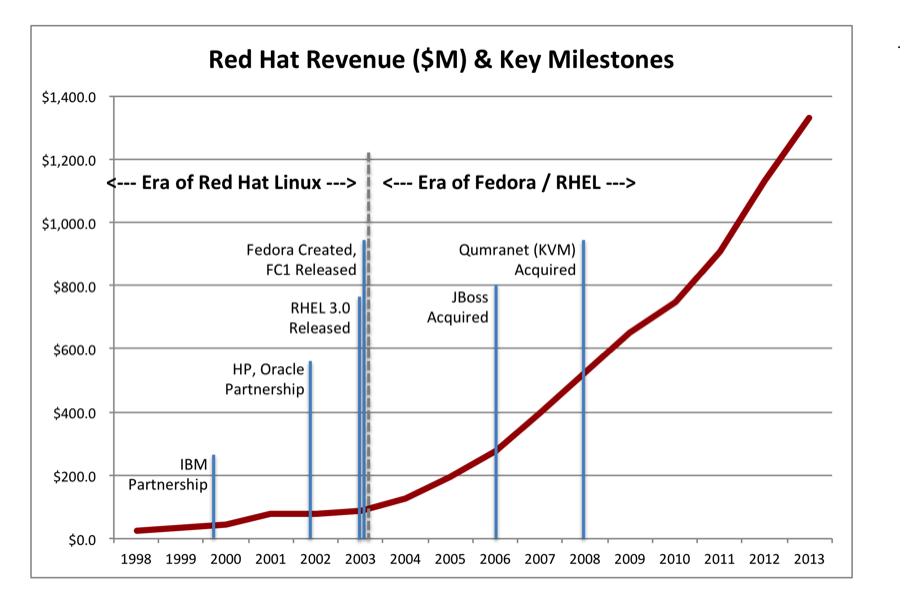 Red Hat Revenue ($M) & Key Milestones
$1,400.0
$1,200.0
<--- Era of Red Hat Linux ---> <--- Era of Fedora / RHEL --->
$1,000.0
Fedora Created,
FC1 Released
Qumranet (KVM)
Acquired
$800.0
RHEL 3.0
Released
JBoss
Acquired
$600.0
HP, Oracle
Partnership
$400.0
IBM
Partnership
$200.0
$0.0
1998 1999 2000 2001 2002 2003 2004 2005 2006 2007 2008 2009 2010 2011 2012 2013